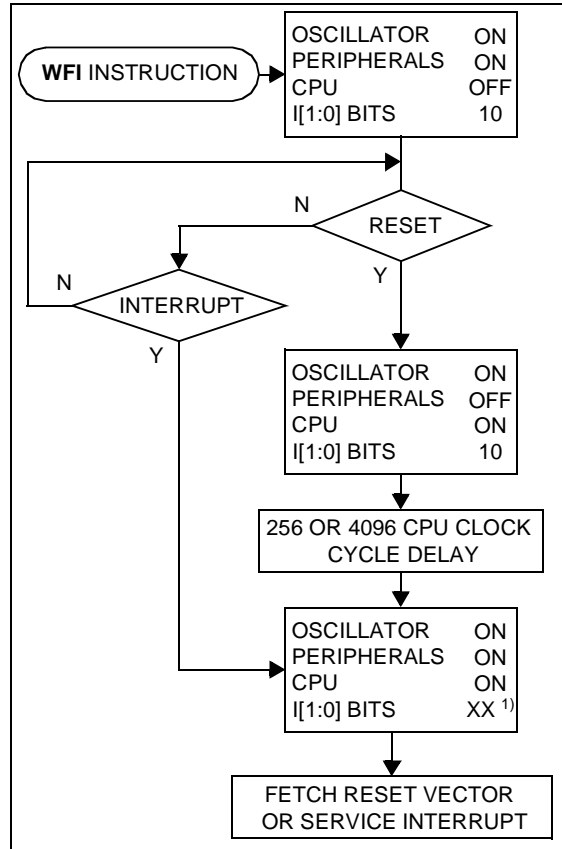 WFI INSTRUCTION
OSCILLATOR ON
PERIPHERALS ON
CPU OFF
I[1:0] BITS 10
N
RESET
Y
N
INTERRUPT
Y
OSCILLATOR ON
PERIPHERALS OFF
CPU ON
I[1:0] BITS 10
256 OR 4096 CPU CLOCK
CYCLE DELAY
OSCILLATOR ON
PERIPHERALS ON
CPU ON
I[1:0] BITS XX 1)
FETCH RESET VECTOR
OR SERVICE INTERRUPT